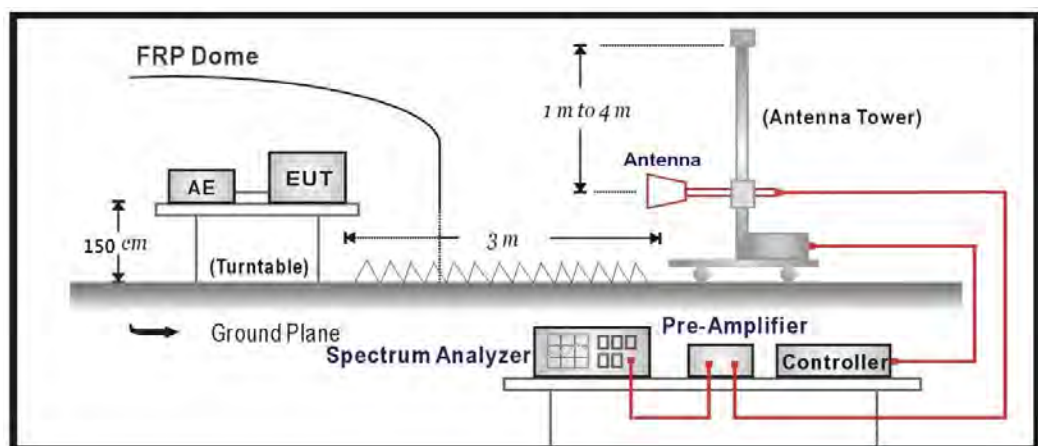 FRP Dome
1 m to 4 m
(Antenna Tower)
Antenna
AE
EUT
150 cm
3 m
(Turntable)
Ground Plane
Pre-Amplifier
Spectrum Analyzer
Controller